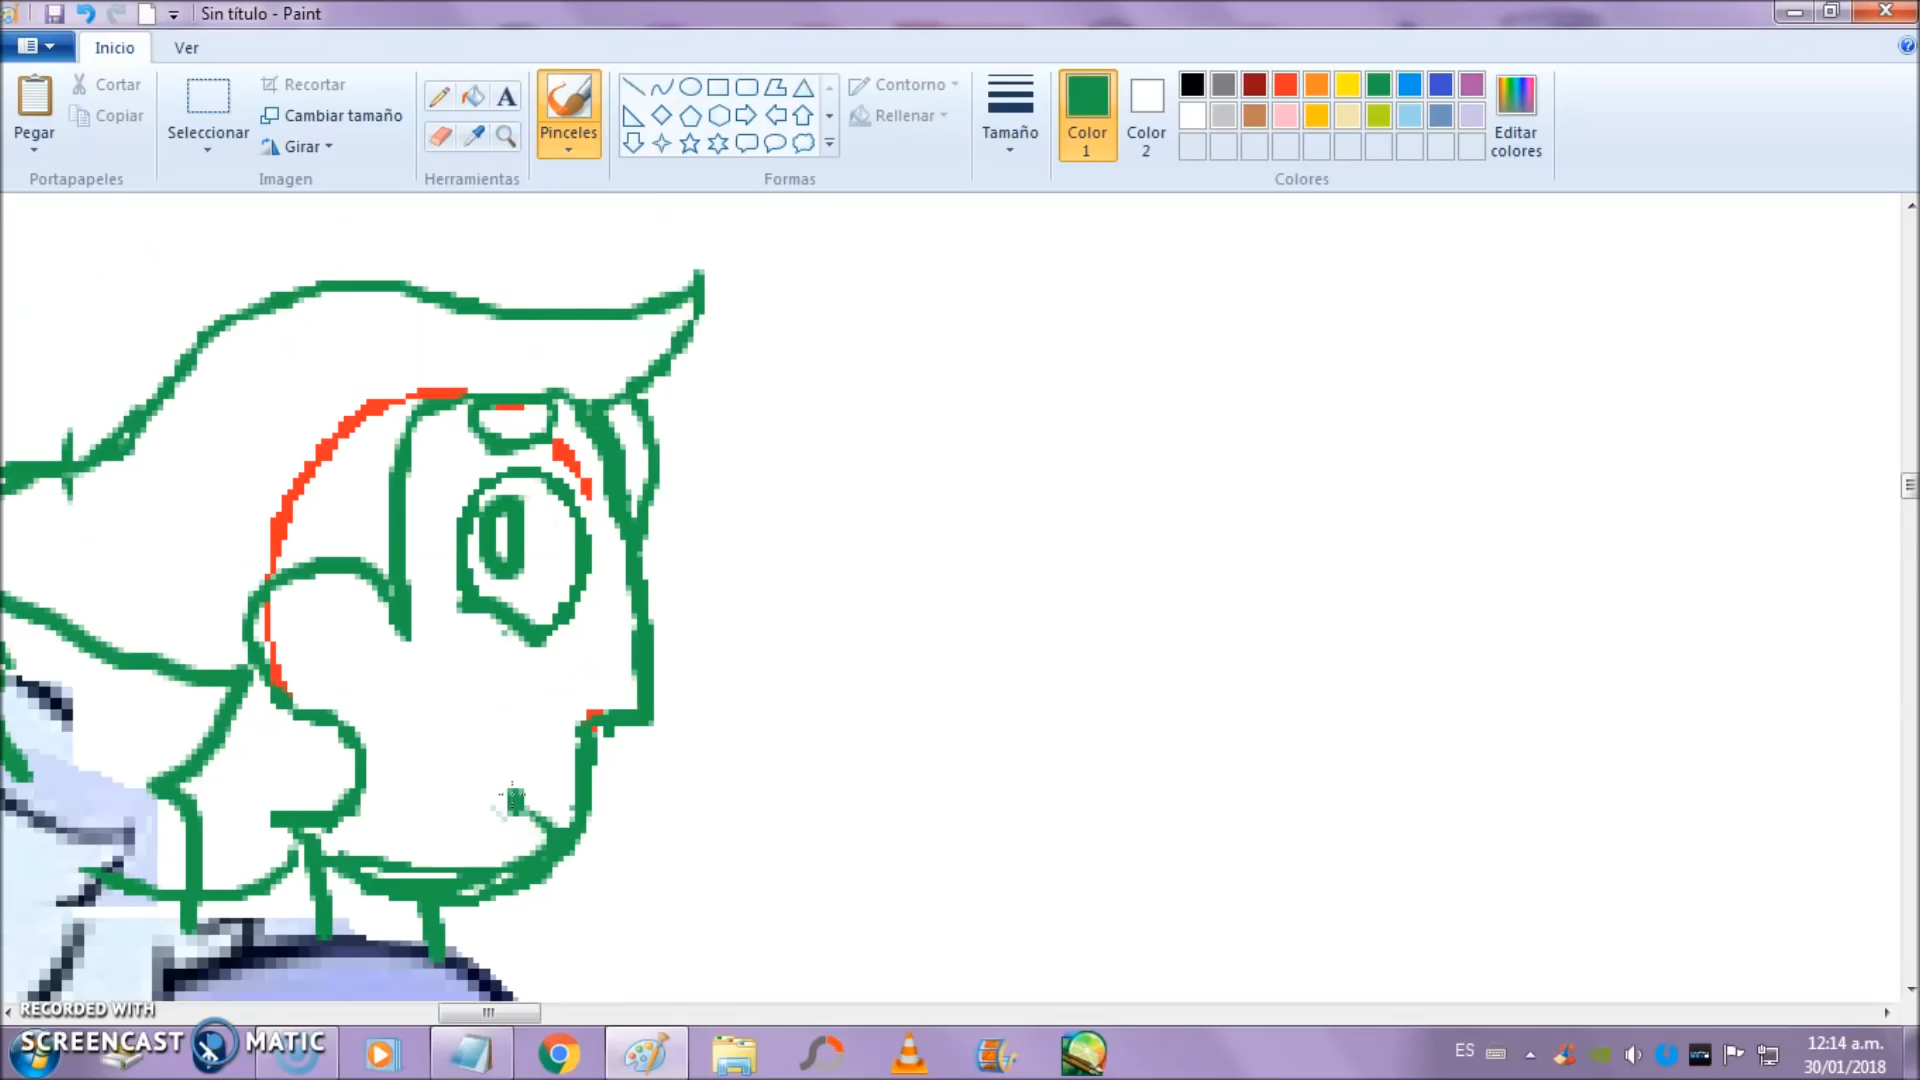 Sin título - Paint
Inicio
Ver
Pegar
Cortar
Copiar
Portapapeles
Seleccionar
Recortar
Cambiar tamaño
Girar
Imagen
A
Herramientas
Pinceles
Contorno
Rellenar
Formas
Tamaño
Color 1
Color 2
Editar colores
Colores
RECORDED WITH
SCREENCAST MATIC
ES
12:14 a.m.
30/01/2018